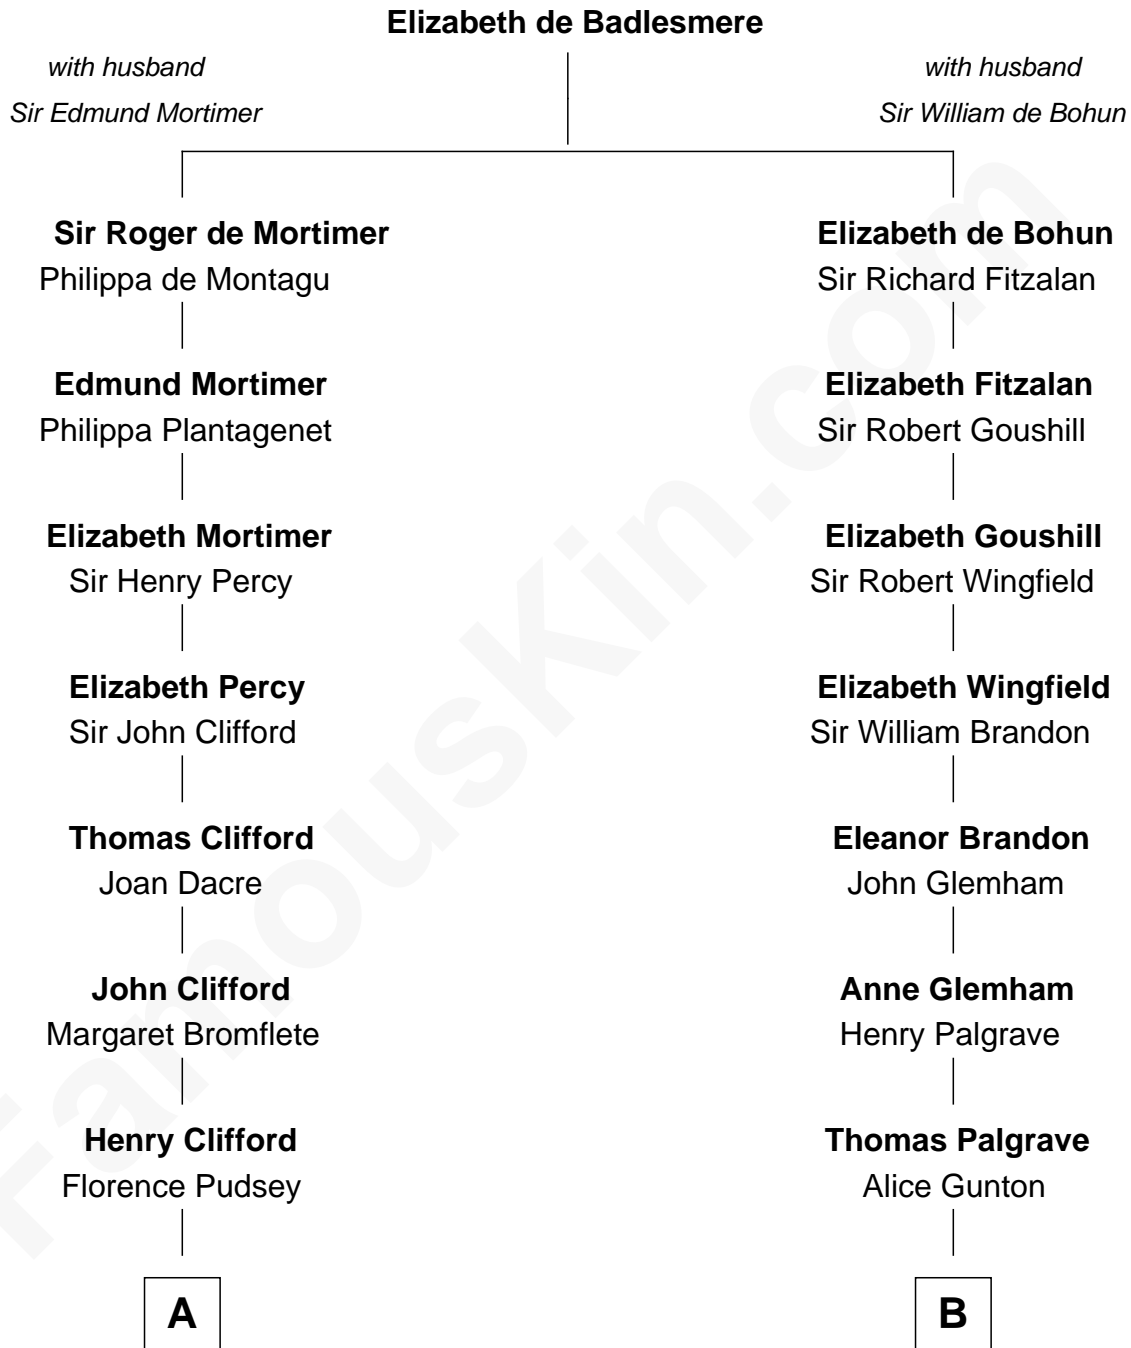 Elizabeth de Badlesmere
with husband
Sir Edmund Mortimer
with husband
Sir William de Bohun
Sir Roger de Mortimer
Philippa de Montagu
Elizabeth de Bohun
Sir Richard Fitzalan
Edmund Mortimer
Philippa Plantagenet
Elizabeth Fitzalan
Sir Robert Goushill
Elizabeth Mortimer
Sir Henry Percy
Elizabeth Goushill
Sir Robert Wingfield
Elizabeth Percy
Sir John Clifford
Elizabeth Wingfield
Sir William Brandon
Thomas Clifford
Joan Dacre
Eleanor Brandon
John Glemham
John Clifford
Margaret Bromflete
Anne Glemham
Henry Palgrave
Henry Clifford
Florence Pudsey
Thomas Palgrave
Alice Gunton
A
B
FamousKin.com